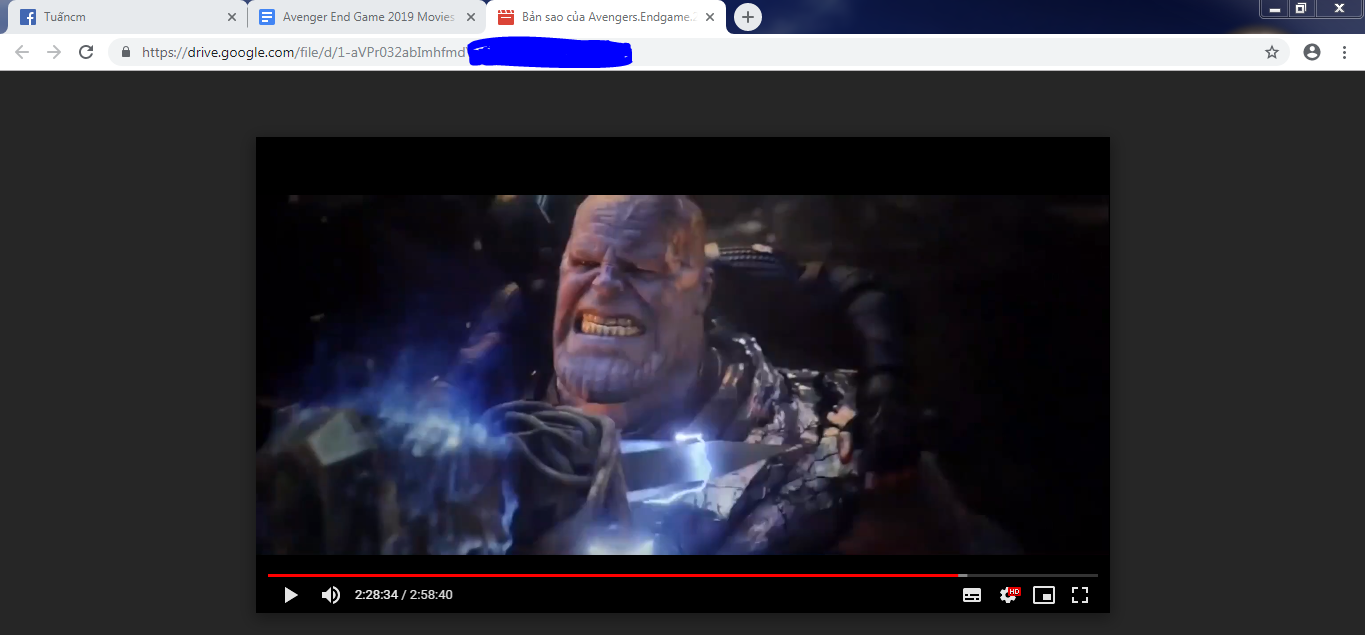 Tuấncm
Avenger End Game 2019 Movies
Bản sao của Avengers.Endgame.2
https://drive.google.com/file/d/1-aVPr032abImhfmd
2:28:34 / 2:58:40
HD